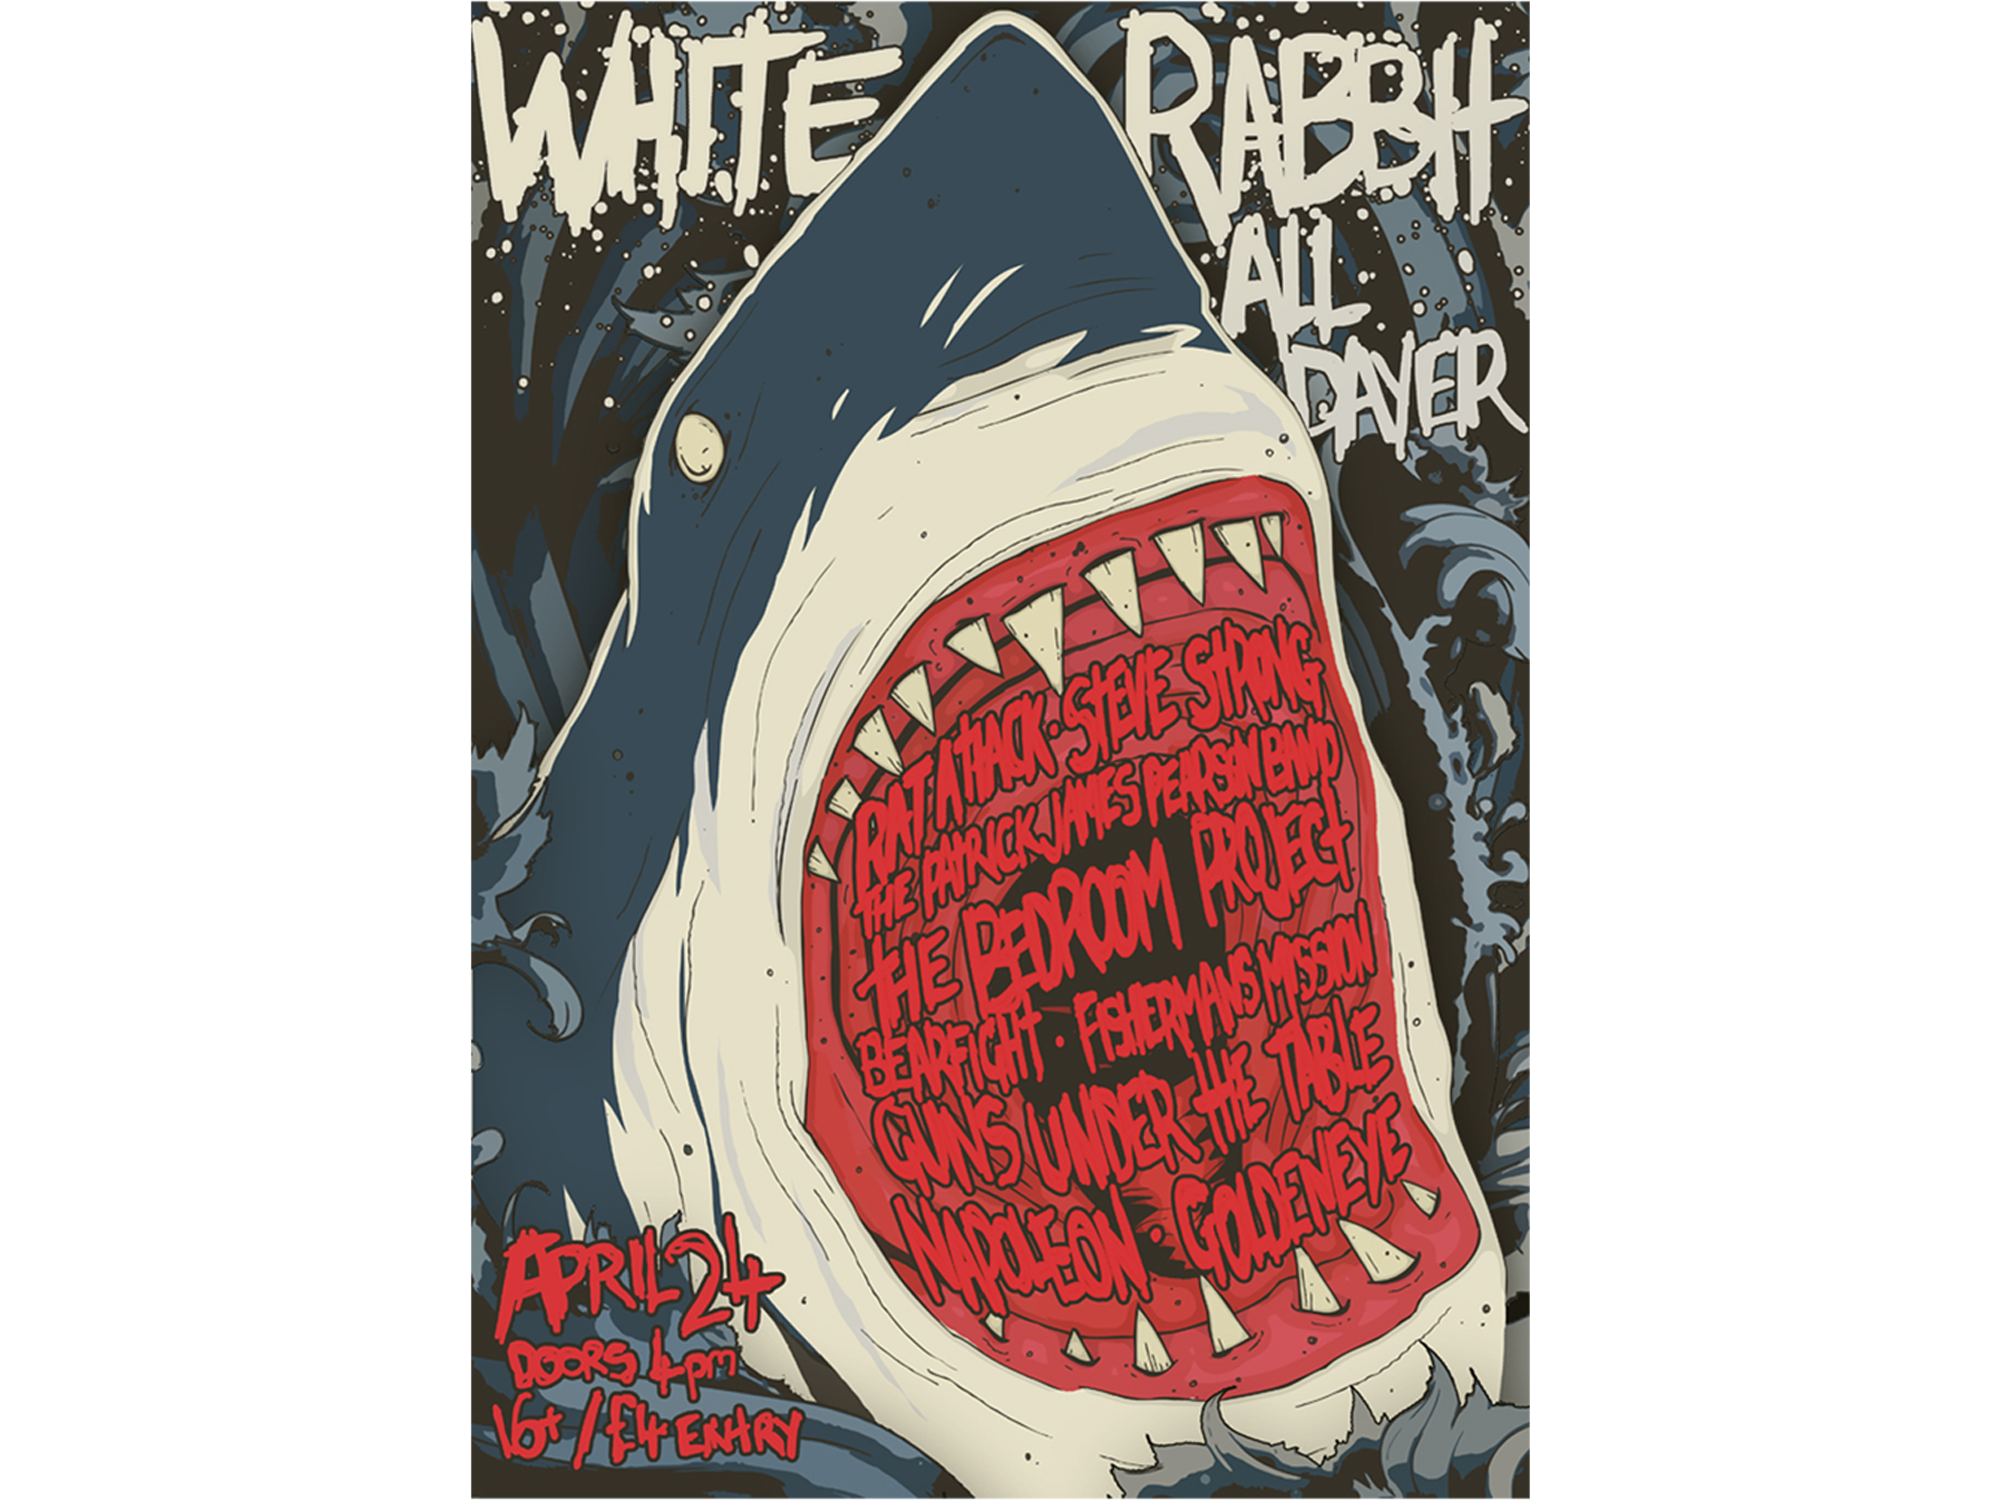 WHITE RABBIT
ALL
DAYER
RAT ATTACK · STEVE STRONG
THE PATRICK JAMES PEARSON BAND
THE BEDROOM PROJECT
BEARFIGHT · FISHERMANS MISSION
GUNS UNDER THE TABLE
NAPOLEON · GOLDENEYE
APRIL 24
DOORS 4pm
16+ / £4 ENTRY